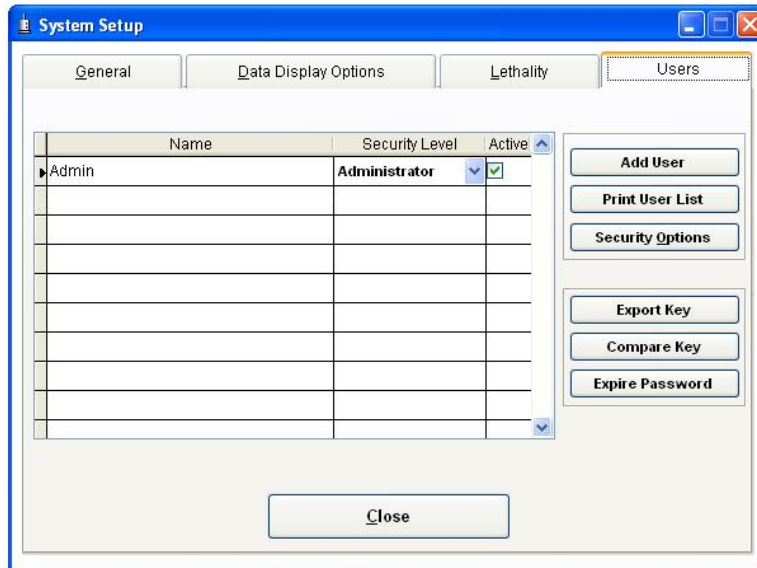 System Setup
General Data Display Options Lethality Users
Name Security Level Active
Admin Administrator
Add User
Print User List
Security Options
Export Key
Compare Key
Expire Password
Close